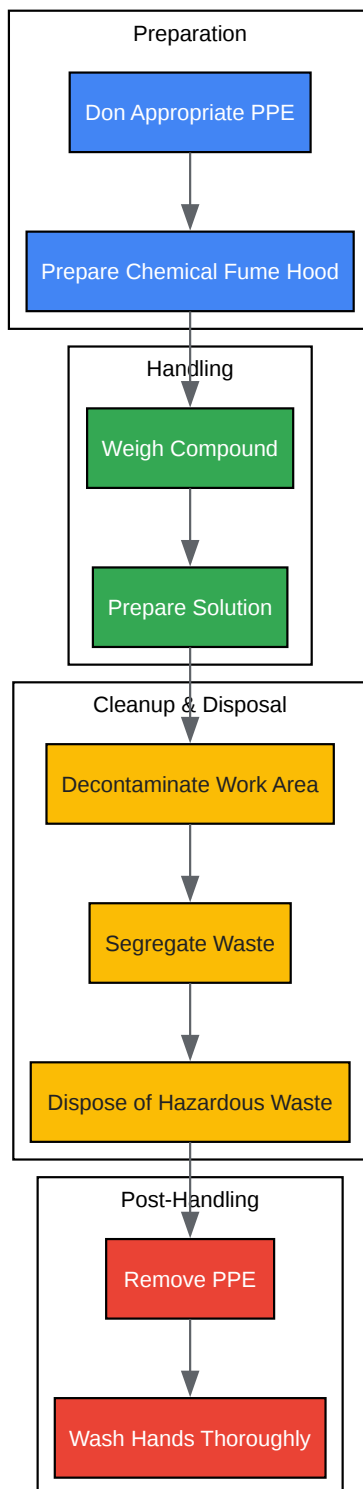 Preparation
Don Appropriate PPE
Prepare Chemical Fume Hood
Handling
Weigh Compound
Prepare Solution
Cleanup & Disposal
Decontaminate Work Area
Segregate Waste
Dispose of Hazardous Waste
Post-Handling
Remove PPE
Wash Hands Thoroughly